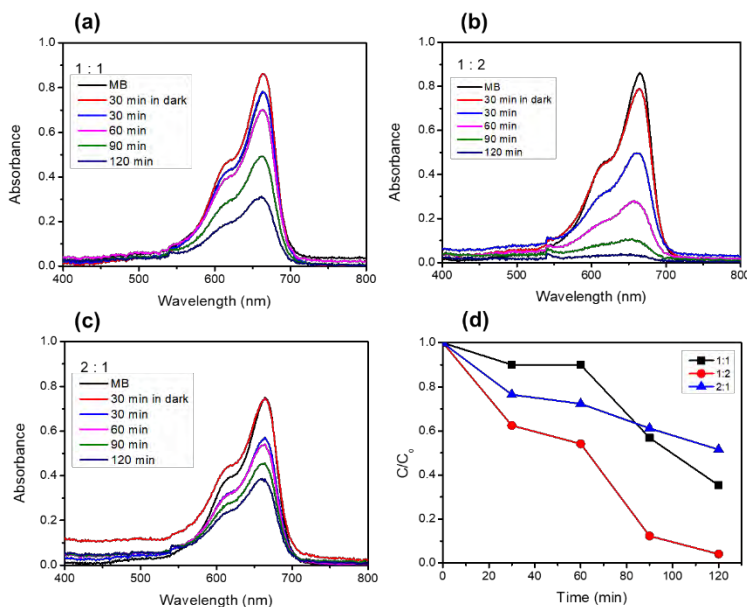 (a)
1 : 1
MB
30 min in dark
30 min
60 min
90 min
120 min
Absorbance
1.0
0.8
0.6
0.4
0.2
0.0
400 500 600 700 800
Wavelength (nm)
(b)
1 : 2
MB
30 min in dark
30 min
60 min
90 min
120 min
Absorbance
1.0
0.8
0.6
0.4
0.2
0.0
400 500 600 700 800
Wavelength (nm)
(c)
2 : 1
MB
30 min in dark
30 min
60 min
90 min
120 min
Absorbance
1.0
0.8
0.6
0.4
0.2
0.0
400 500 600 700 800
Wavelength (nm)
(d)
1:1
1:2
2:1
C/C₀
1.0
0.8
0.6
0.4
0.2
0.0
0 20 40 60 80 100 120
Time (min)